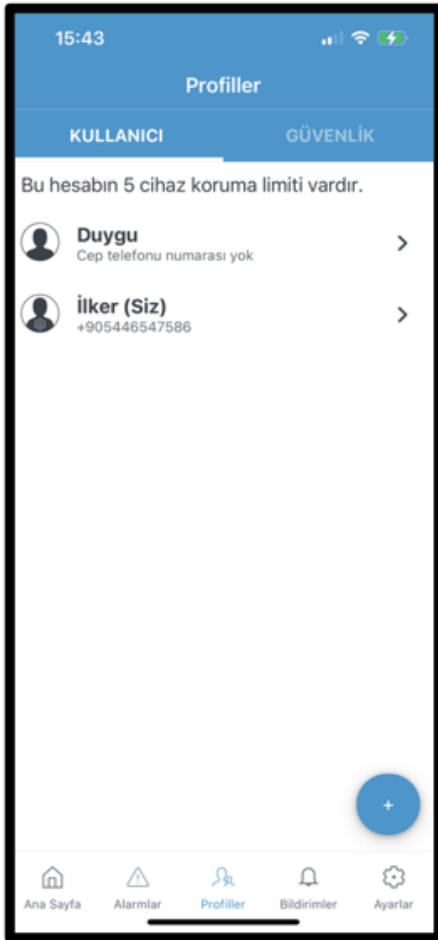 15:43
Profiller
KULLANICI GÜVENLİK
Bu hesabın 5 cihaz koruma limiti vardır.
Duygu
Cep telefonu numarası yok
İlker (Siz)
+905446547586
+
Ana Sayfa Alarmlar Profiller Bildirimler Ayarlar